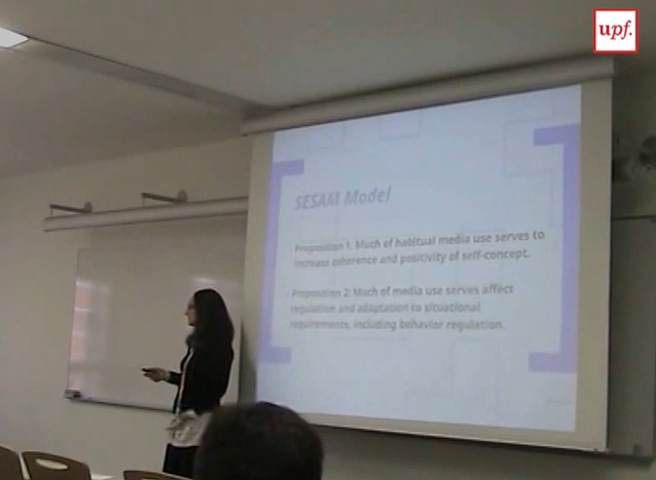 upf.
SESAM Model
Proposition 1: Much of habitual media use serves to
increase coherence and positivity of self-concept.
Proposition 2: Much of media use serves affect
regulation and adaptation to situational
requirements, including behavior regulation.